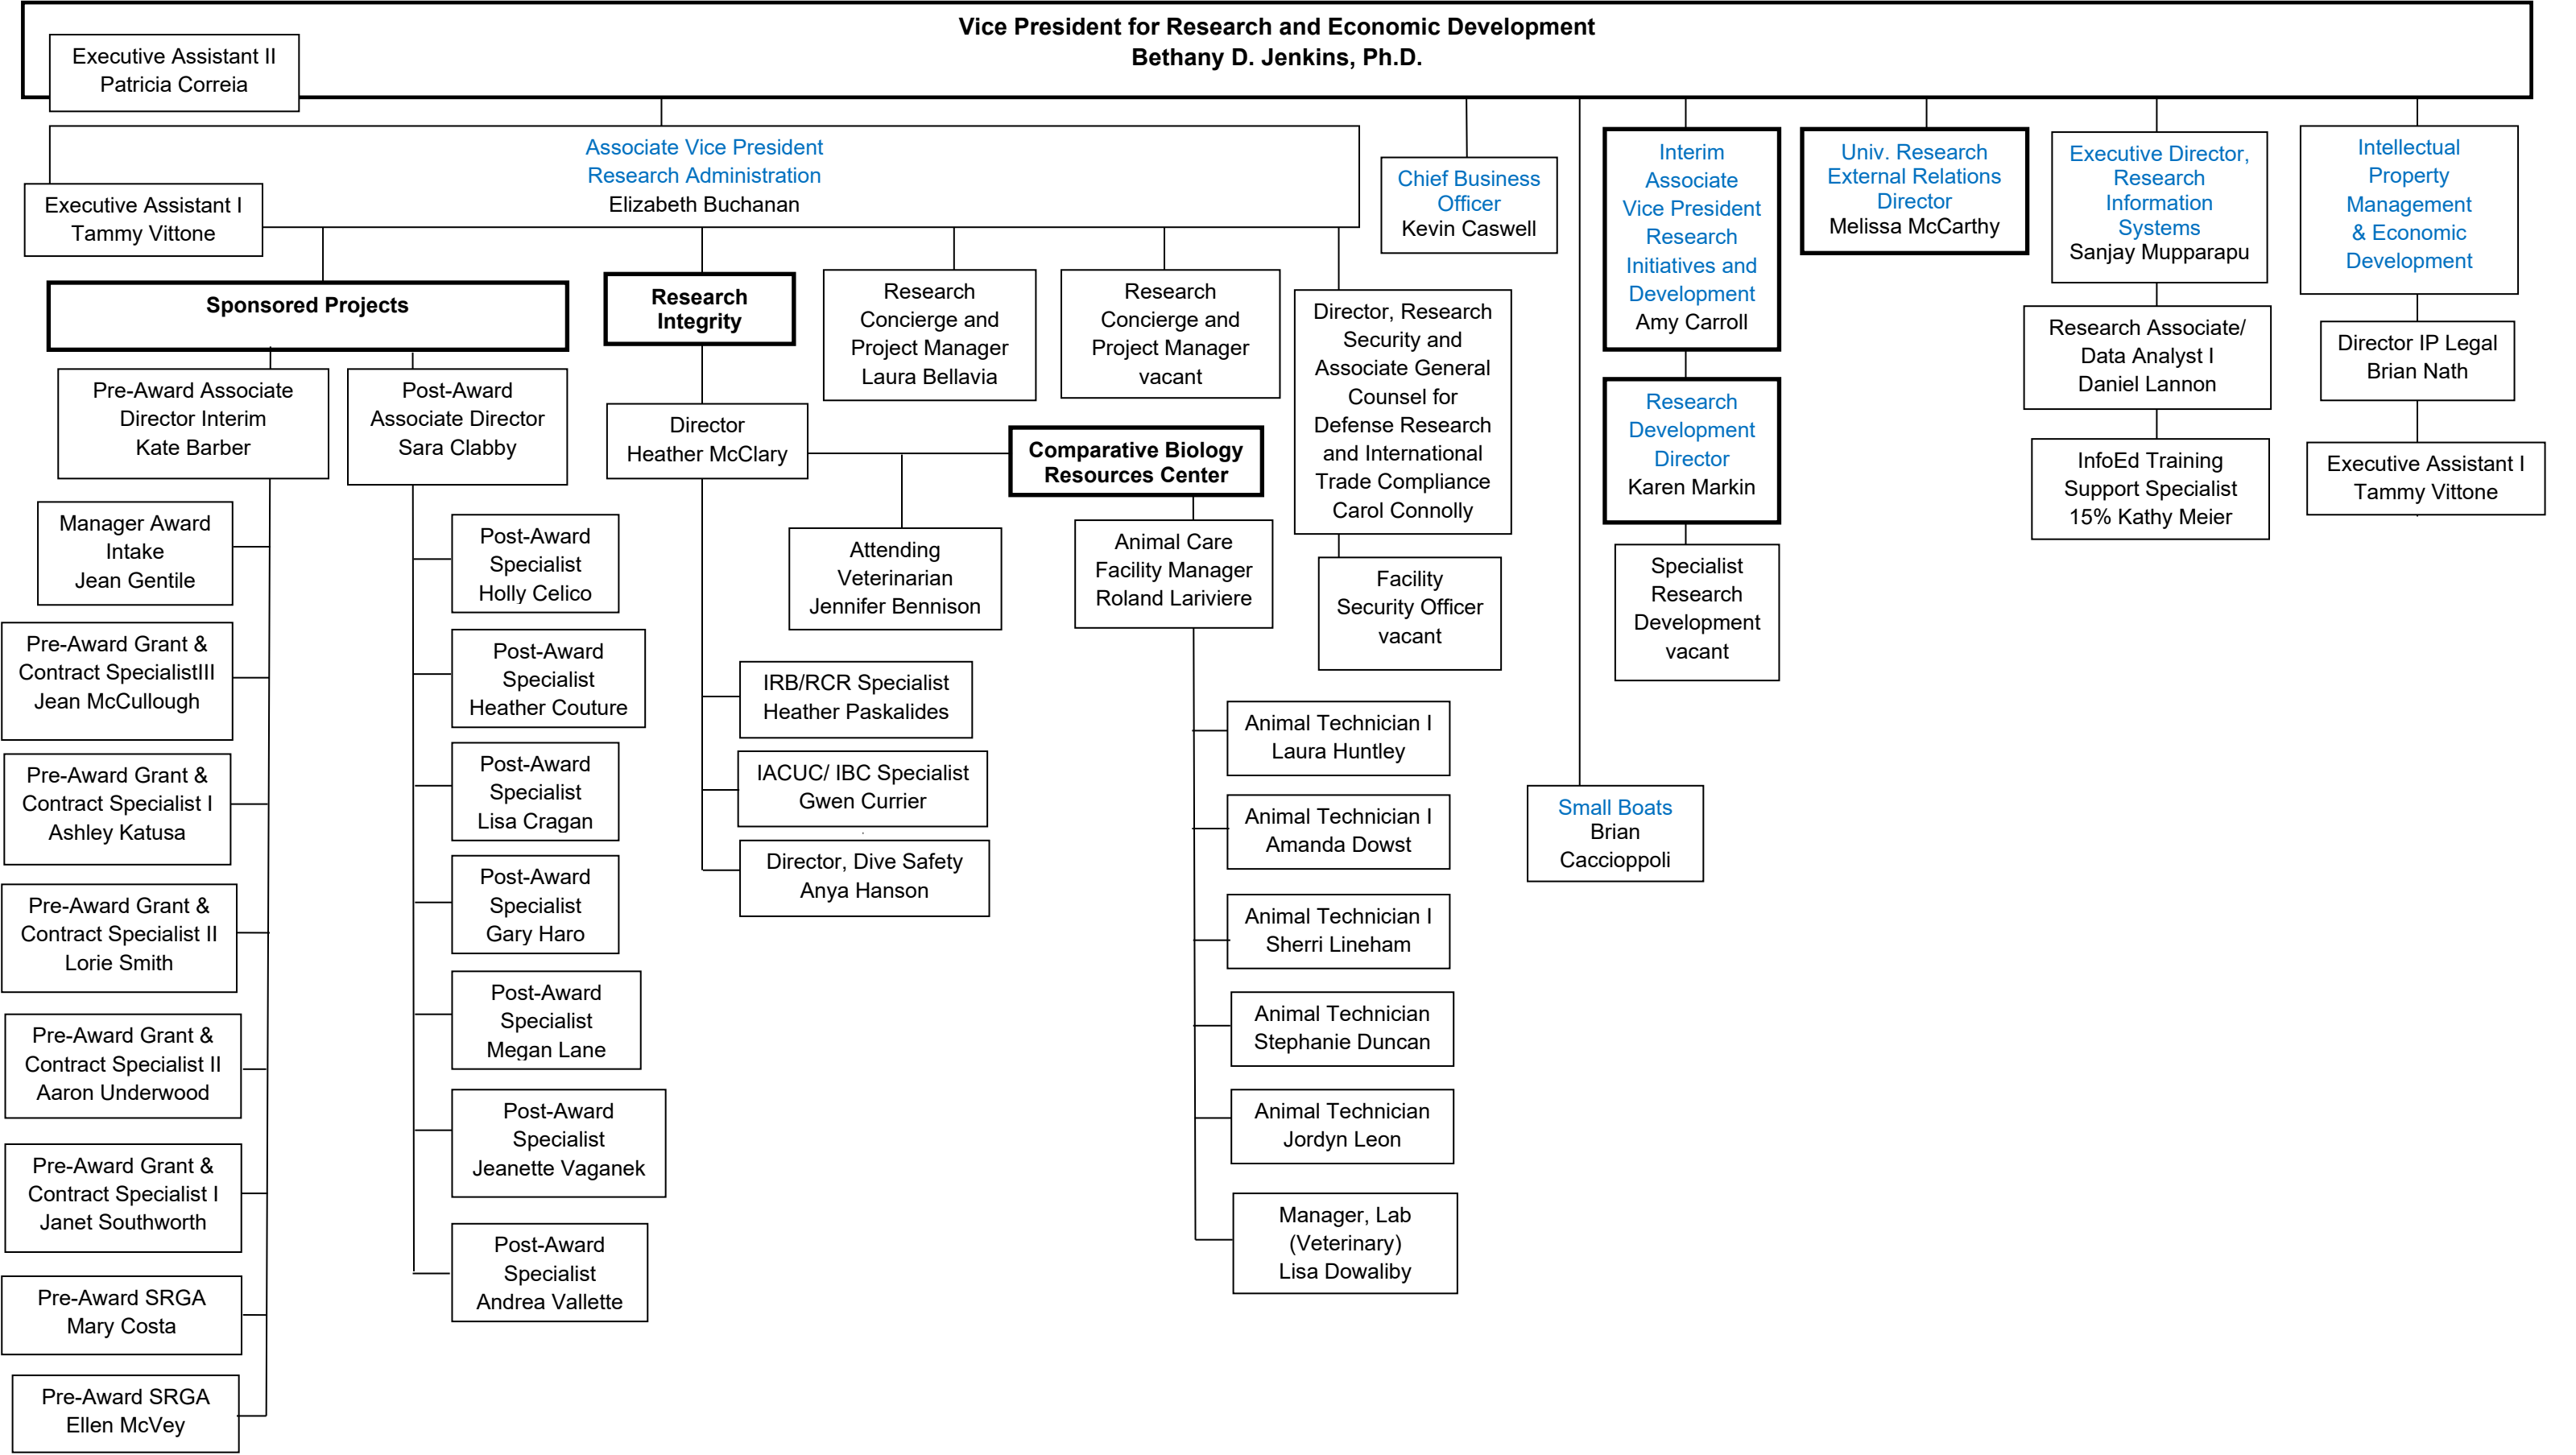 Vice President for Research and Economic Development
Bethany D. Jenkins, Ph.D.
Executive Assistant II
Patricia Correia
Associate Vice President
Research Administration
Elizabeth Buchanan
Executive Assistant I
Tammy Vittone
Sponsored Projects
Pre-Award Associate
Director Interim
Kate Barber
Manager Award
Intake
Jean Gentile
Pre-Award Grant &
Contract SpecialistIII
Jean McCullough
Pre-Award Grant &
Contract Specialist I
Ashley Katusa
Pre-Award Grant &
Contract Specialist II
Lorie Smith
Pre-Award Grant &
Contract Specialist II
Aaron Underwood
Pre-Award Grant &
Contract Specialist I
Janet Southworth
Pre-Award SRGA
Mary Costa
Pre-Award SRGA
Ellen McVey
Post-Award
Associate Director
Sara Clabby
Post-Award
Specialist
Holly Celico
Post-Award
Specialist
Heather Couture
Post-Award
Specialist
Lisa Cragan
Post-Award
Specialist
Gary Haro
Post-Award
Specialist
Megan Lane
Post-Award
Specialist
Jeanette Vaganek
Post-Award
Specialist
Andrea Vallette
Research
Integrity
Director
Heather McClary
Attending
Veterinarian
Jennifer Bennison
IRB/RCR Specialist
Heather Paskalides
IACUC/ IBC Specialist
Gwen Currier
Director, Dive Safety
Anya Hanson
Comparative Biology
Resources Center
Animal Care
Facility Manager
Roland Lariviere
Animal Technician I
Laura Huntley
Animal Technician I
Amanda Dowst
Animal Technician I
Sherri Lineham
Animal Technician
Stephanie Duncan
Animal Technician
Jordyn Leon
Manager, Lab
(Veterinary)
Lisa Dowaliby
Research
Concierge and
Project Manager
Laura Bellavia
Research
Concierge and
Project Manager
vacant
Director, Research
Security and
Associate General
Counsel for
Defense Research
and International
Trade Compliance
Carol Connolly
Facility
Security Officer
vacant
Chief Business
Officer
Kevin Caswell
Small Boats
Brian
Caccioppoli
Interim
Associate
Vice President
Research
Initiatives and
Development
Amy Carroll
Research
Development
Director
Karen Markin
Specialist
Research
Development
vacant
Univ. Research
External Relations
Director
Melissa McCarthy
Executive Director,
Research
Information
Systems
Sanjay Mupparapu
Research Associate/
Data Analyst I
Daniel Lannon
InfoEd Training
Support Specialist
15% Kathy Meier
Intellectual
Property
Management
& Economic
Development
Director IP Legal
Brian Nath
Executive Assistant I
Tammy Vittone